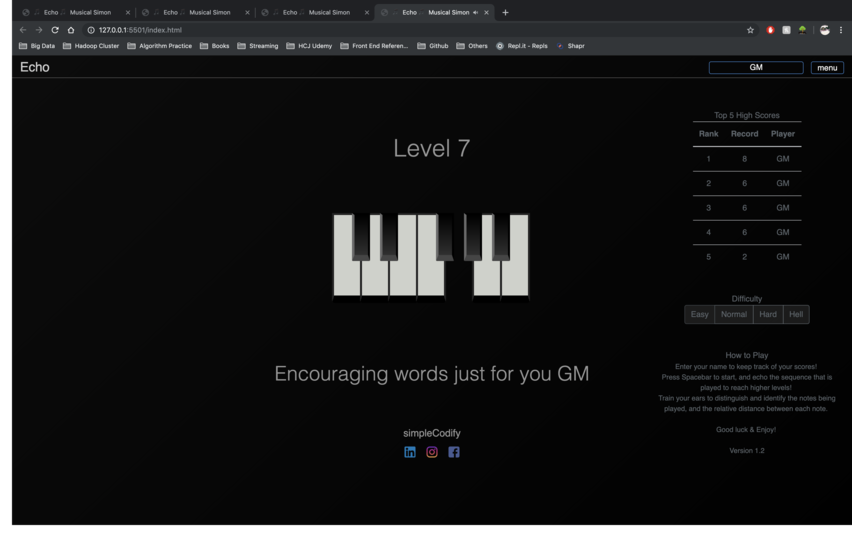 Echo Musical Simon
Echo Musical Simon
Echo Musical Simon
Echo Musical Simon
127.0.0.1:5501/index.html
Big Data Hadoop Cluster Algorithm Practice Books Streaming HCJ Udemy Front End Referen... Github Others Repl.it - Repls Shapr
Echo
GM
menu
Level 7
Encouraging words just for you GM
simpleCodify
Top 5 High Scores
Rank Record Player
1 8 GM
2 6 GM
3 6 GM
4 6 GM
5 2 GM
Difficulty
Easy Normal Hard Hell
How to Play
Enter your name to keep track of your scores!
Press Spacebar to start, and echo the sequence that is
played to reach higher levels!
Train your ears to distinguish and identify the notes being
played, and the relative distance between each note.
Good luck & Enjoy!
Version 1.2